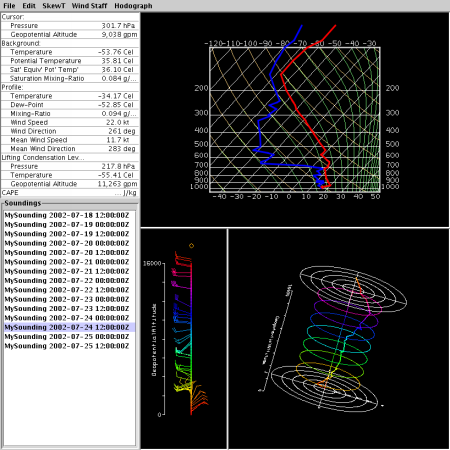 File Edit SkewT Wind Staff Hodograph
Cursor:
Pressure 301.7 hPa
Geopotential Altitude 9,038 gpm
Background:
Temperature -53.76 Cel
Potential Temperature 35.81 Cel
Sat' Equiv' Pot' Temp' 36.10 Cel
Saturation Mixing-Ratio 0.084 g/...
Profile:
Temperature -34.17 Cel
Dew-Point -52.85 Cel
Mixing-Ratio 0.094 g/...
Wind Speed 22.0 kt
Wind Direction 261 deg
Mean Wind Speed 11.7 kt
Mean Wind Direction 283 deg
Lifting Condensation Lev...
Pressure 217.8 hPa
Temperature -55.41 Cel
Geopotential Altitude 11,263 gpm
CAPE ... J/kg
Soundings
MySounding 2002-07-18 12:00:00Z
MySounding 2002-07-19 00:00:00Z
MySounding 2002-07-19 12:00:00Z
MySounding 2002-07-20 00:00:00Z
MySounding 2002-07-20 12:00:00Z
MySounding 2002-07-21 00:00:00Z
MySounding 2002-07-21 12:00:00Z
MySounding 2002-07-22 00:00:00Z
MySounding 2002-07-22 12:00:00Z
MySounding 2002-07-23 00:00:00Z
MySounding 2002-07-23 12:00:00Z
MySounding 2002-07-24 00:00:00Z
MySounding 2002-07-24 12:00:00Z
MySounding 2002-07-25 00:00:00Z
MySounding 2002-07-25 12:00:00Z
-120 -110 -100 -90 -80 -70 -60 -50 -40 -30
200 200
300 300
400 400
500 500
600 600
700 700
800 800
900 900
1000 1000
-40 -30 -20 -10 0 10 20 30 40 50
16000
GeopotentialAltitude
0